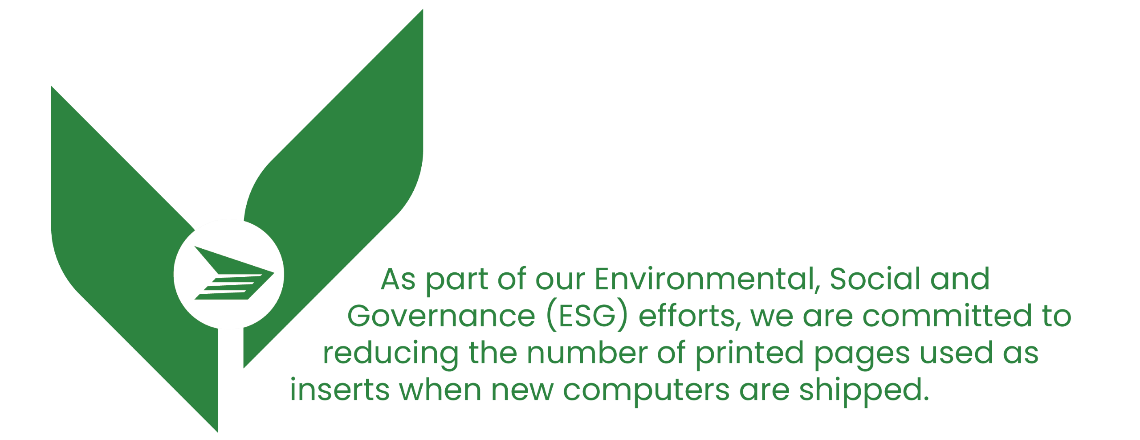 As part of our Environmental, Social and
Governance (ESG) efforts, we are committed to
reducing the number of printed pages used as
inserts when new computers are shipped.